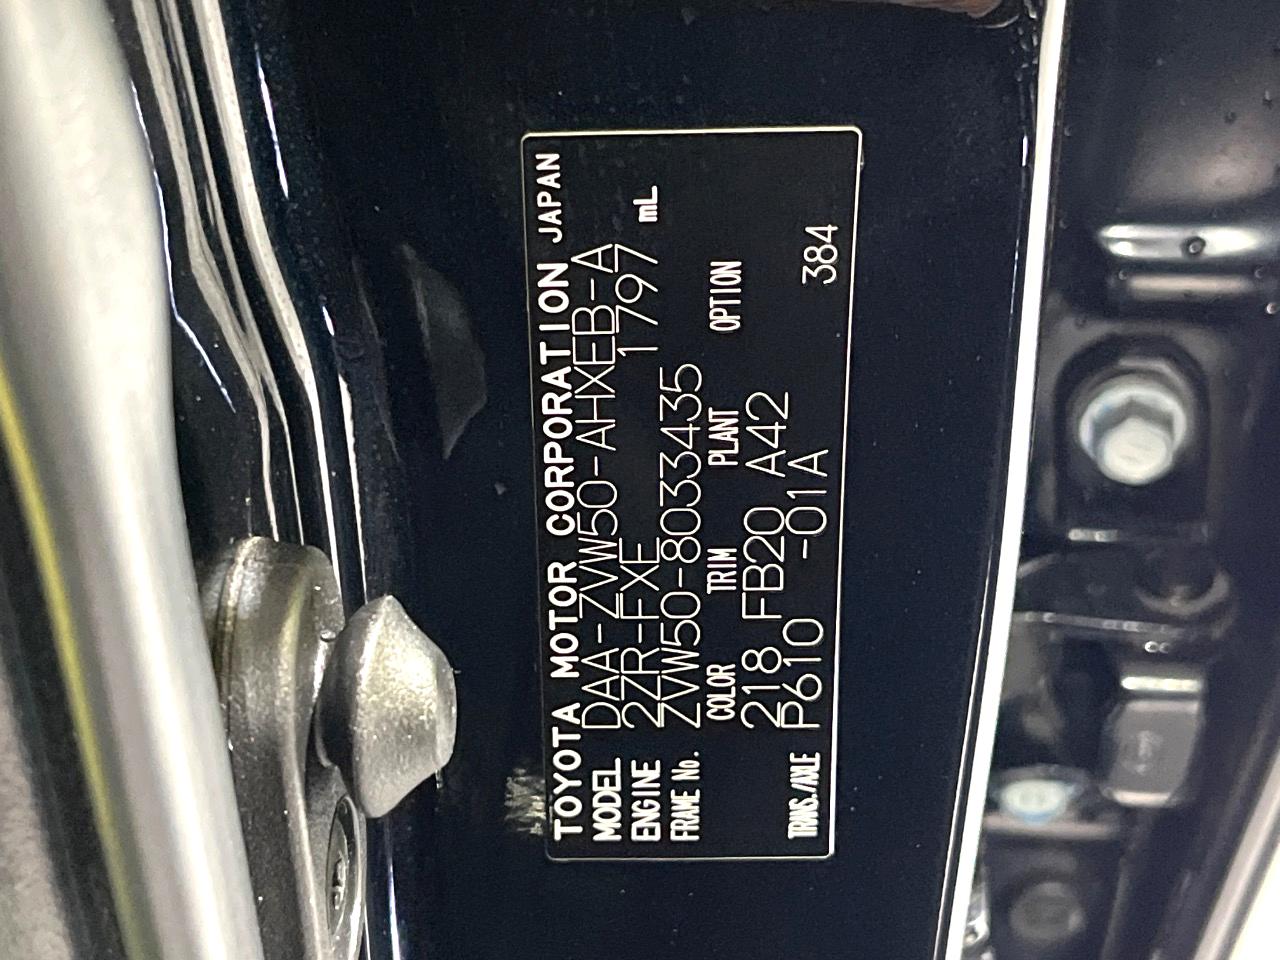 TOYOTA MOTOR CORPORATION JAPAN
MODEL DAA-ZVW50-AHXEB-A
ENGINE 2ZR-FXE 1797 mL
FRAME No. ZVW50-8033435
COLOR TRIM PLANT OPTION
218 FB20 A42
TRANS./AXLE P610 -01A 384